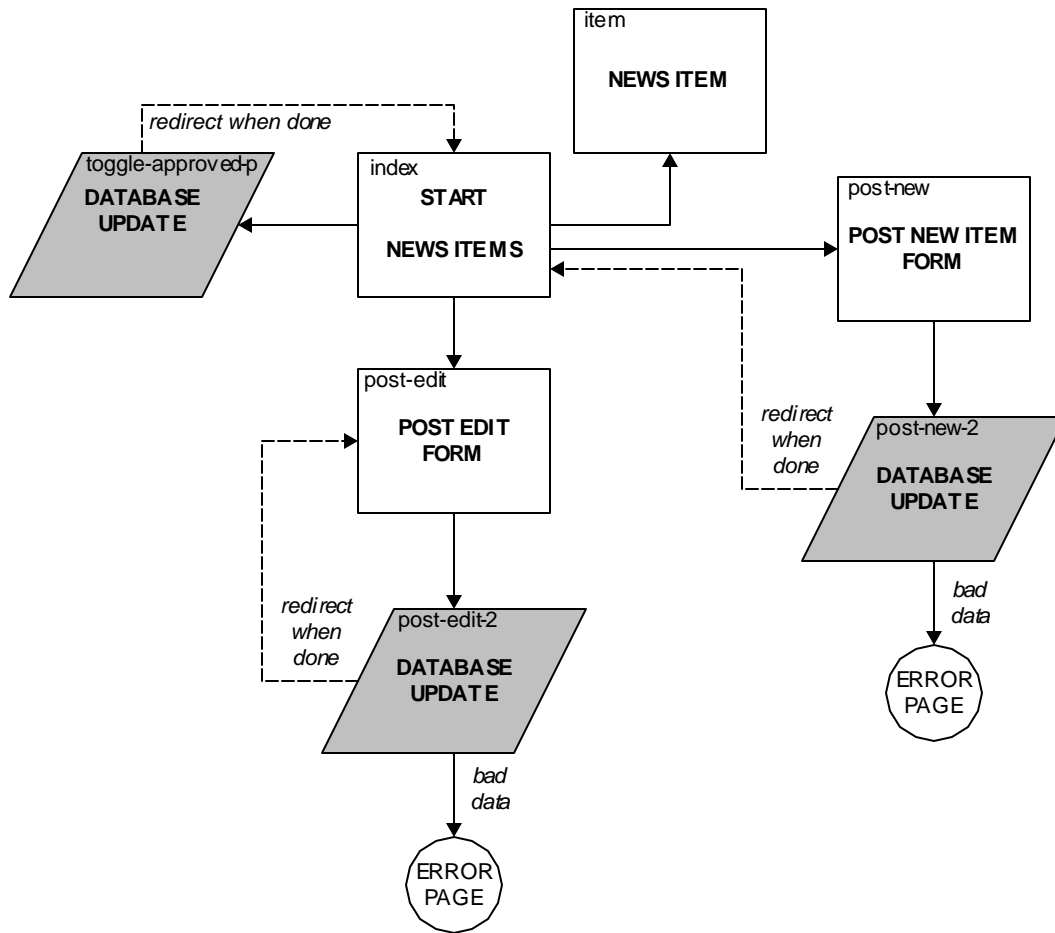 item
NEWS ITEM
redirect when done
toggle-approved-p
DATABASE
UPDATE
index
START
NEWS ITEMS
post-new
POST NEW ITEM
FORM
post-edit
POST EDIT
FORM
redirect
when
done
post-new-2
DATABASE
UPDATE
bad
data
ERROR
PAGE
redirect
when
done
post-edit-2
DATABASE
UPDATE
bad
data
ERROR
PAGE